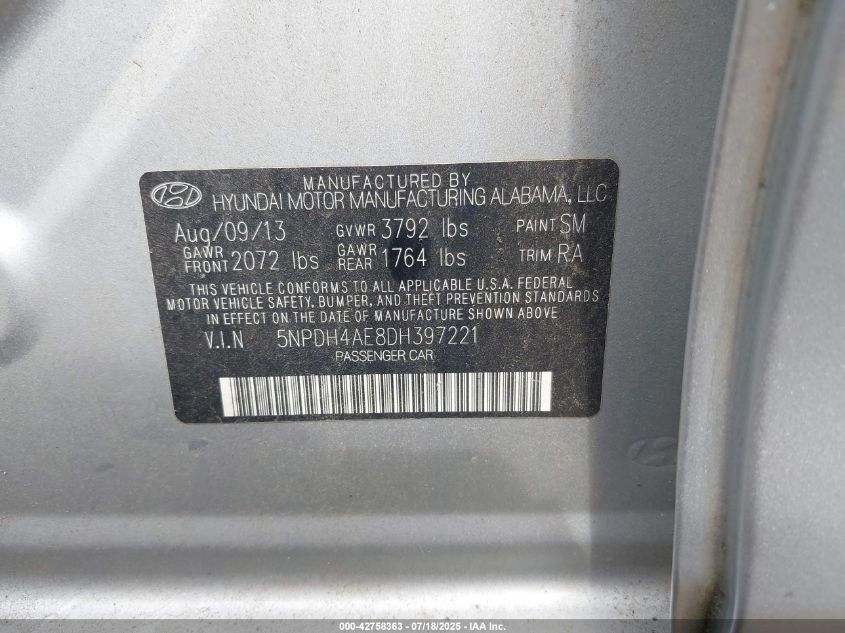 MANUFACTURED BY
HYUNDAI MOTOR MANUFACTURING ALABAMA, LLC
Aug/09/13 GVWR 3792 lbs PAINT SM
GAWR FRONT 2072 lbs GAWR REAR 1764 lbs TRIM RA
THIS VEHICLE CONFORMS TO ALL APPLICABLE U.S.A. FEDERAL
MOTOR VEHICLE SAFETY, BUMPER, AND THEFT PREVENTION STANDARDS
IN EFFECT ON THE DATE OF MANUFACTURE SHOWN ABOVE
V.I.N 5NPDH4AE8DH397221
PASSENGER CAR
000-42758363 - 07/18/2025 - IAA Inc.